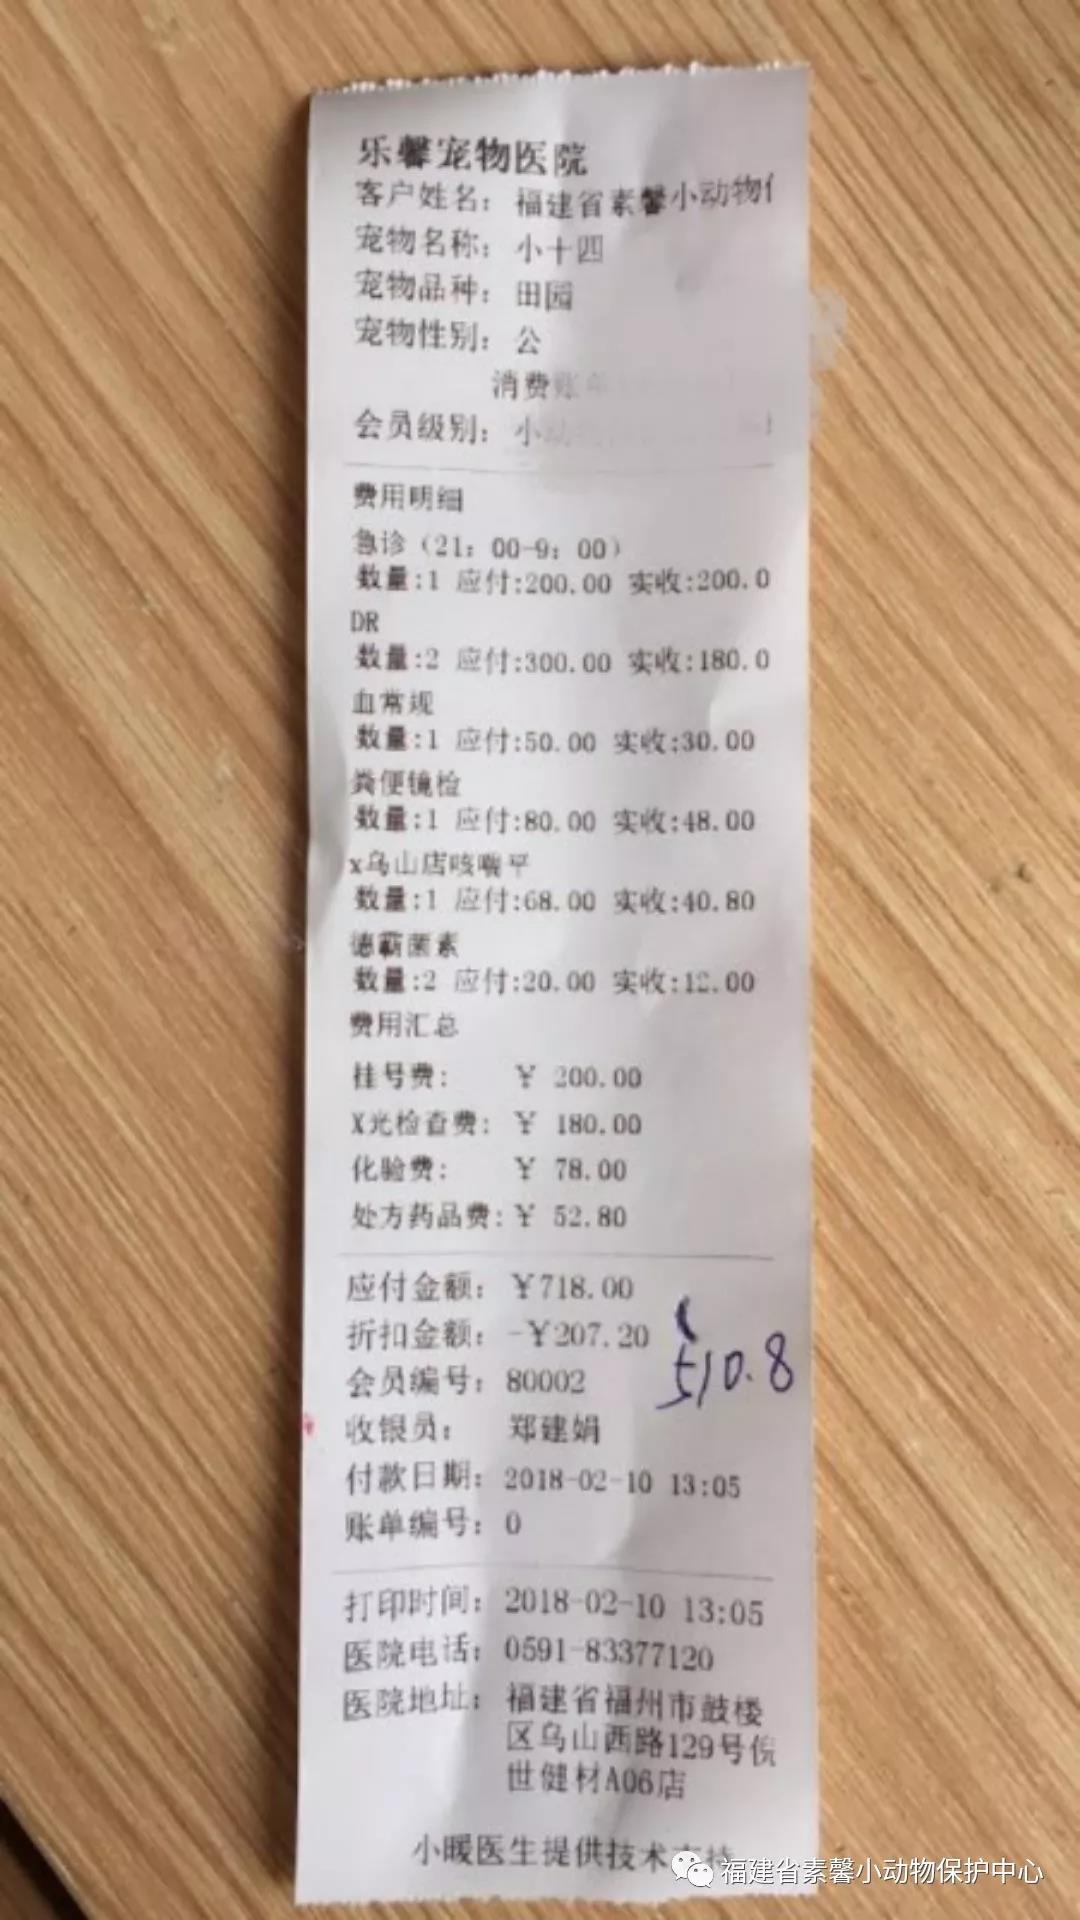 乐馨宠物医院
客户姓名：福建省素馨小动物
宠物名称：小十四
宠物品种：田园
宠物性别：公
消费账单
会员级别：小动物
费用明细
急诊（21：00-9：00）
数量:1 应付:200.00 实收:200.0
DR
数量:2 应付:300.00 实收:180.0
血常规
数量:1 应付:50.00 实收:30.00
粪便镜检
数量:1 应付:80.00 实收:48.00
x乌山店咳喘平
数量:1 应付:68.00 实收:40.80
德霸菌素
数量:2 应付:20.00 实收:12.00
费用汇总
挂号费: ￥ 200.00
X光检查费: ￥ 180.00
化验费: ￥ 78.00
处方药品费: ￥ 52.80
应付金额：￥718.00
折扣金额：-￥207.20
510.8
会员编号：80002
收银员： 郑建娟
付款日期：2018-02-10 13:05
账单编号：0
打印时间：2018-02-10 13:05
医院电话：0591-83377120
医院地址：福建省福州市鼓楼
区乌山西路129号
世健材A06店
小暖医生提供技术支持
福建省素馨小动物保护中心